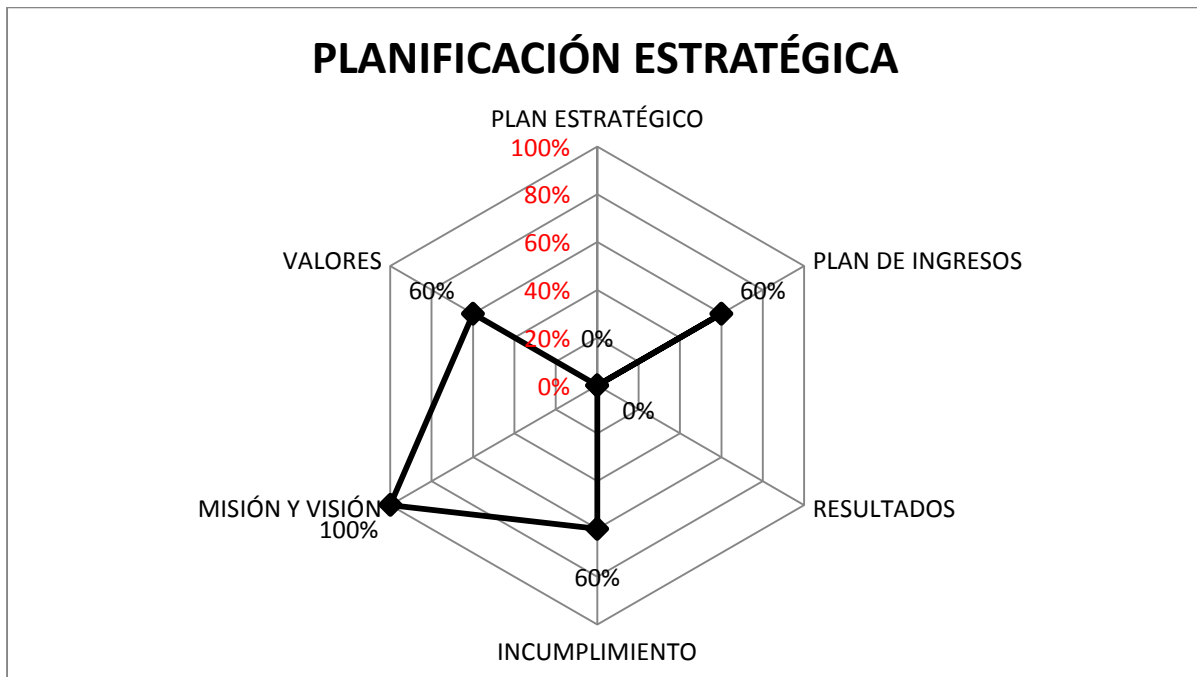 PLANIFICACIÓN ESTRATÉGICA
PLAN ESTRATÉGICO
100%
80%
60%
40%
20%
0%
VALORES
60%
PLAN DE INGRESOS
60%
0%
0%
MISIÓN Y VISIÓN
100%
RESULTADOS
60%
INCUMPLIMIENTO